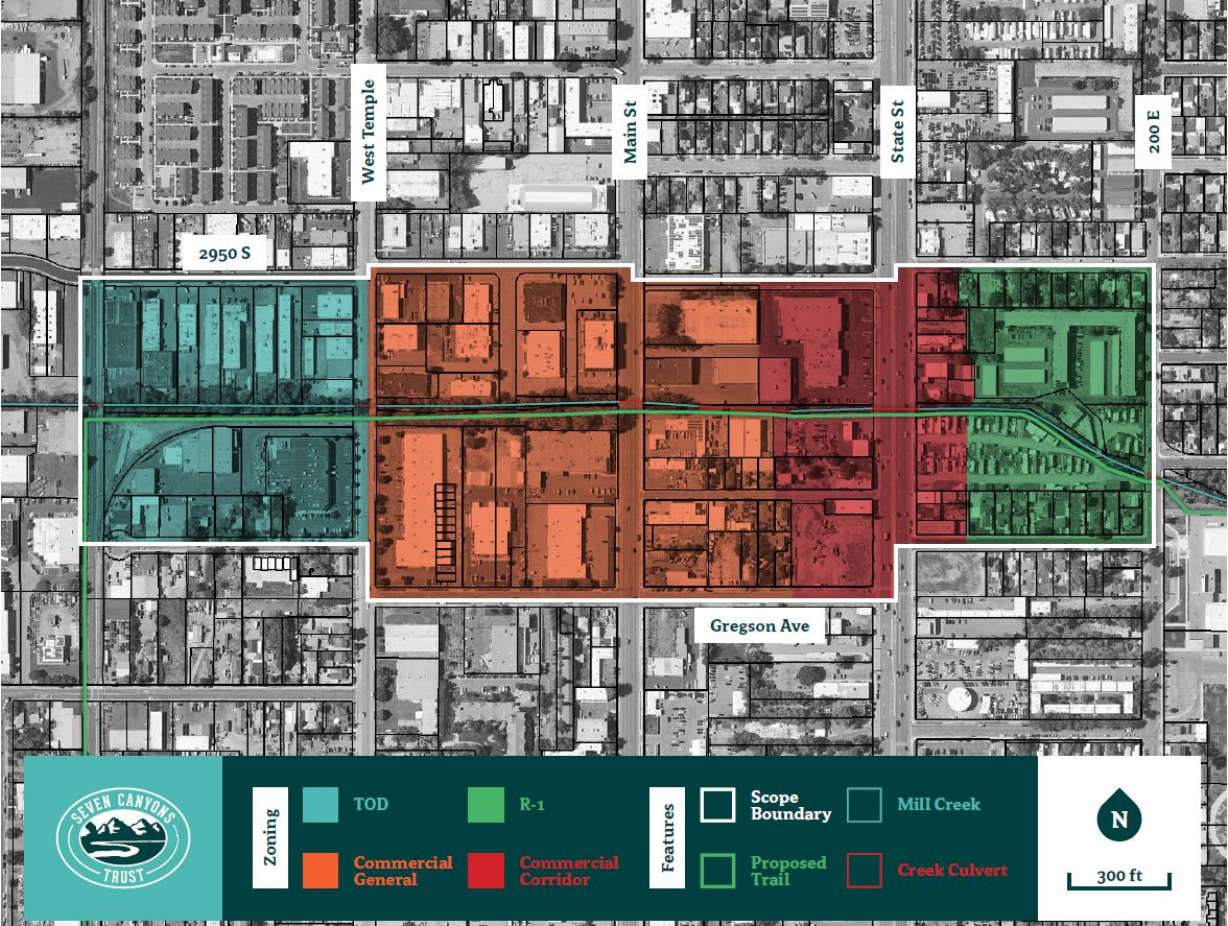 West Temple
Main St
State St
200 E
2950 S
Gregson Ave
SEVEN CANYONS
TRUST
Zoning
TOD
R-1
Commercial
General
Commercial
Corridor
Features
Scope
Boundary
Mill Creek
Proposed
Trail
Creek Culvert
N
300 ft